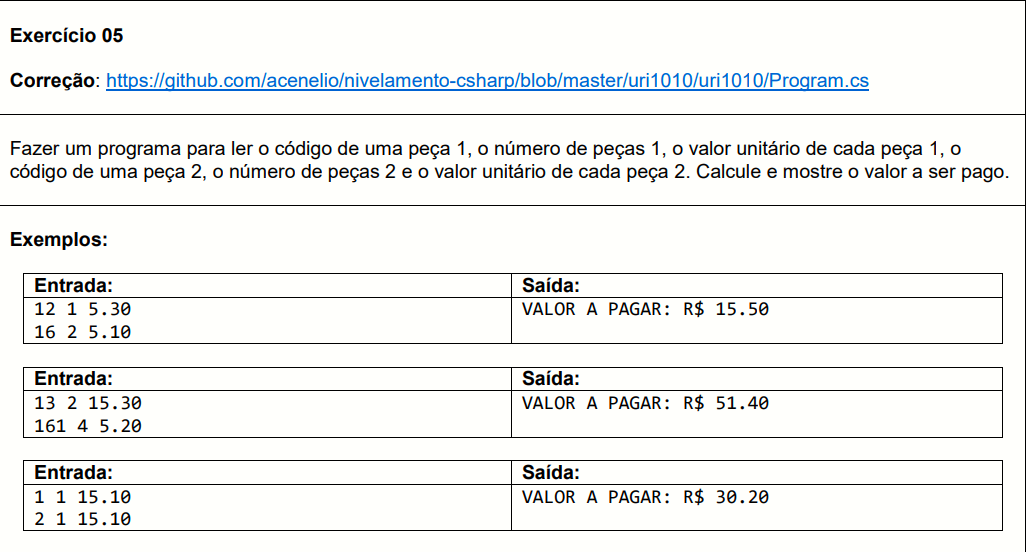 Exercício 05
Correção: https://github.com/acenelio/nivelamento-csharp/blob/master/uri1010/uri1010/Program.cs
Fazer um programa para ler o código de uma peça 1, o número de peças 1, o valor unitário de cada peça 1, o
código de uma peça 2, o número de peças 2 e o valor unitário de cada peça 2. Calcule e mostre o valor a ser pago.
Exemplos:
Entrada: Saída:
12 1 5.30 VALOR A PAGAR: R$ 15.50
16 2 5.10
Entrada: Saída:
13 2 15.30 VALOR A PAGAR: R$ 51.40
161 4 5.20
Entrada: Saída:
1 1 15.10 VALOR A PAGAR: R$ 30.20
2 1 15.10